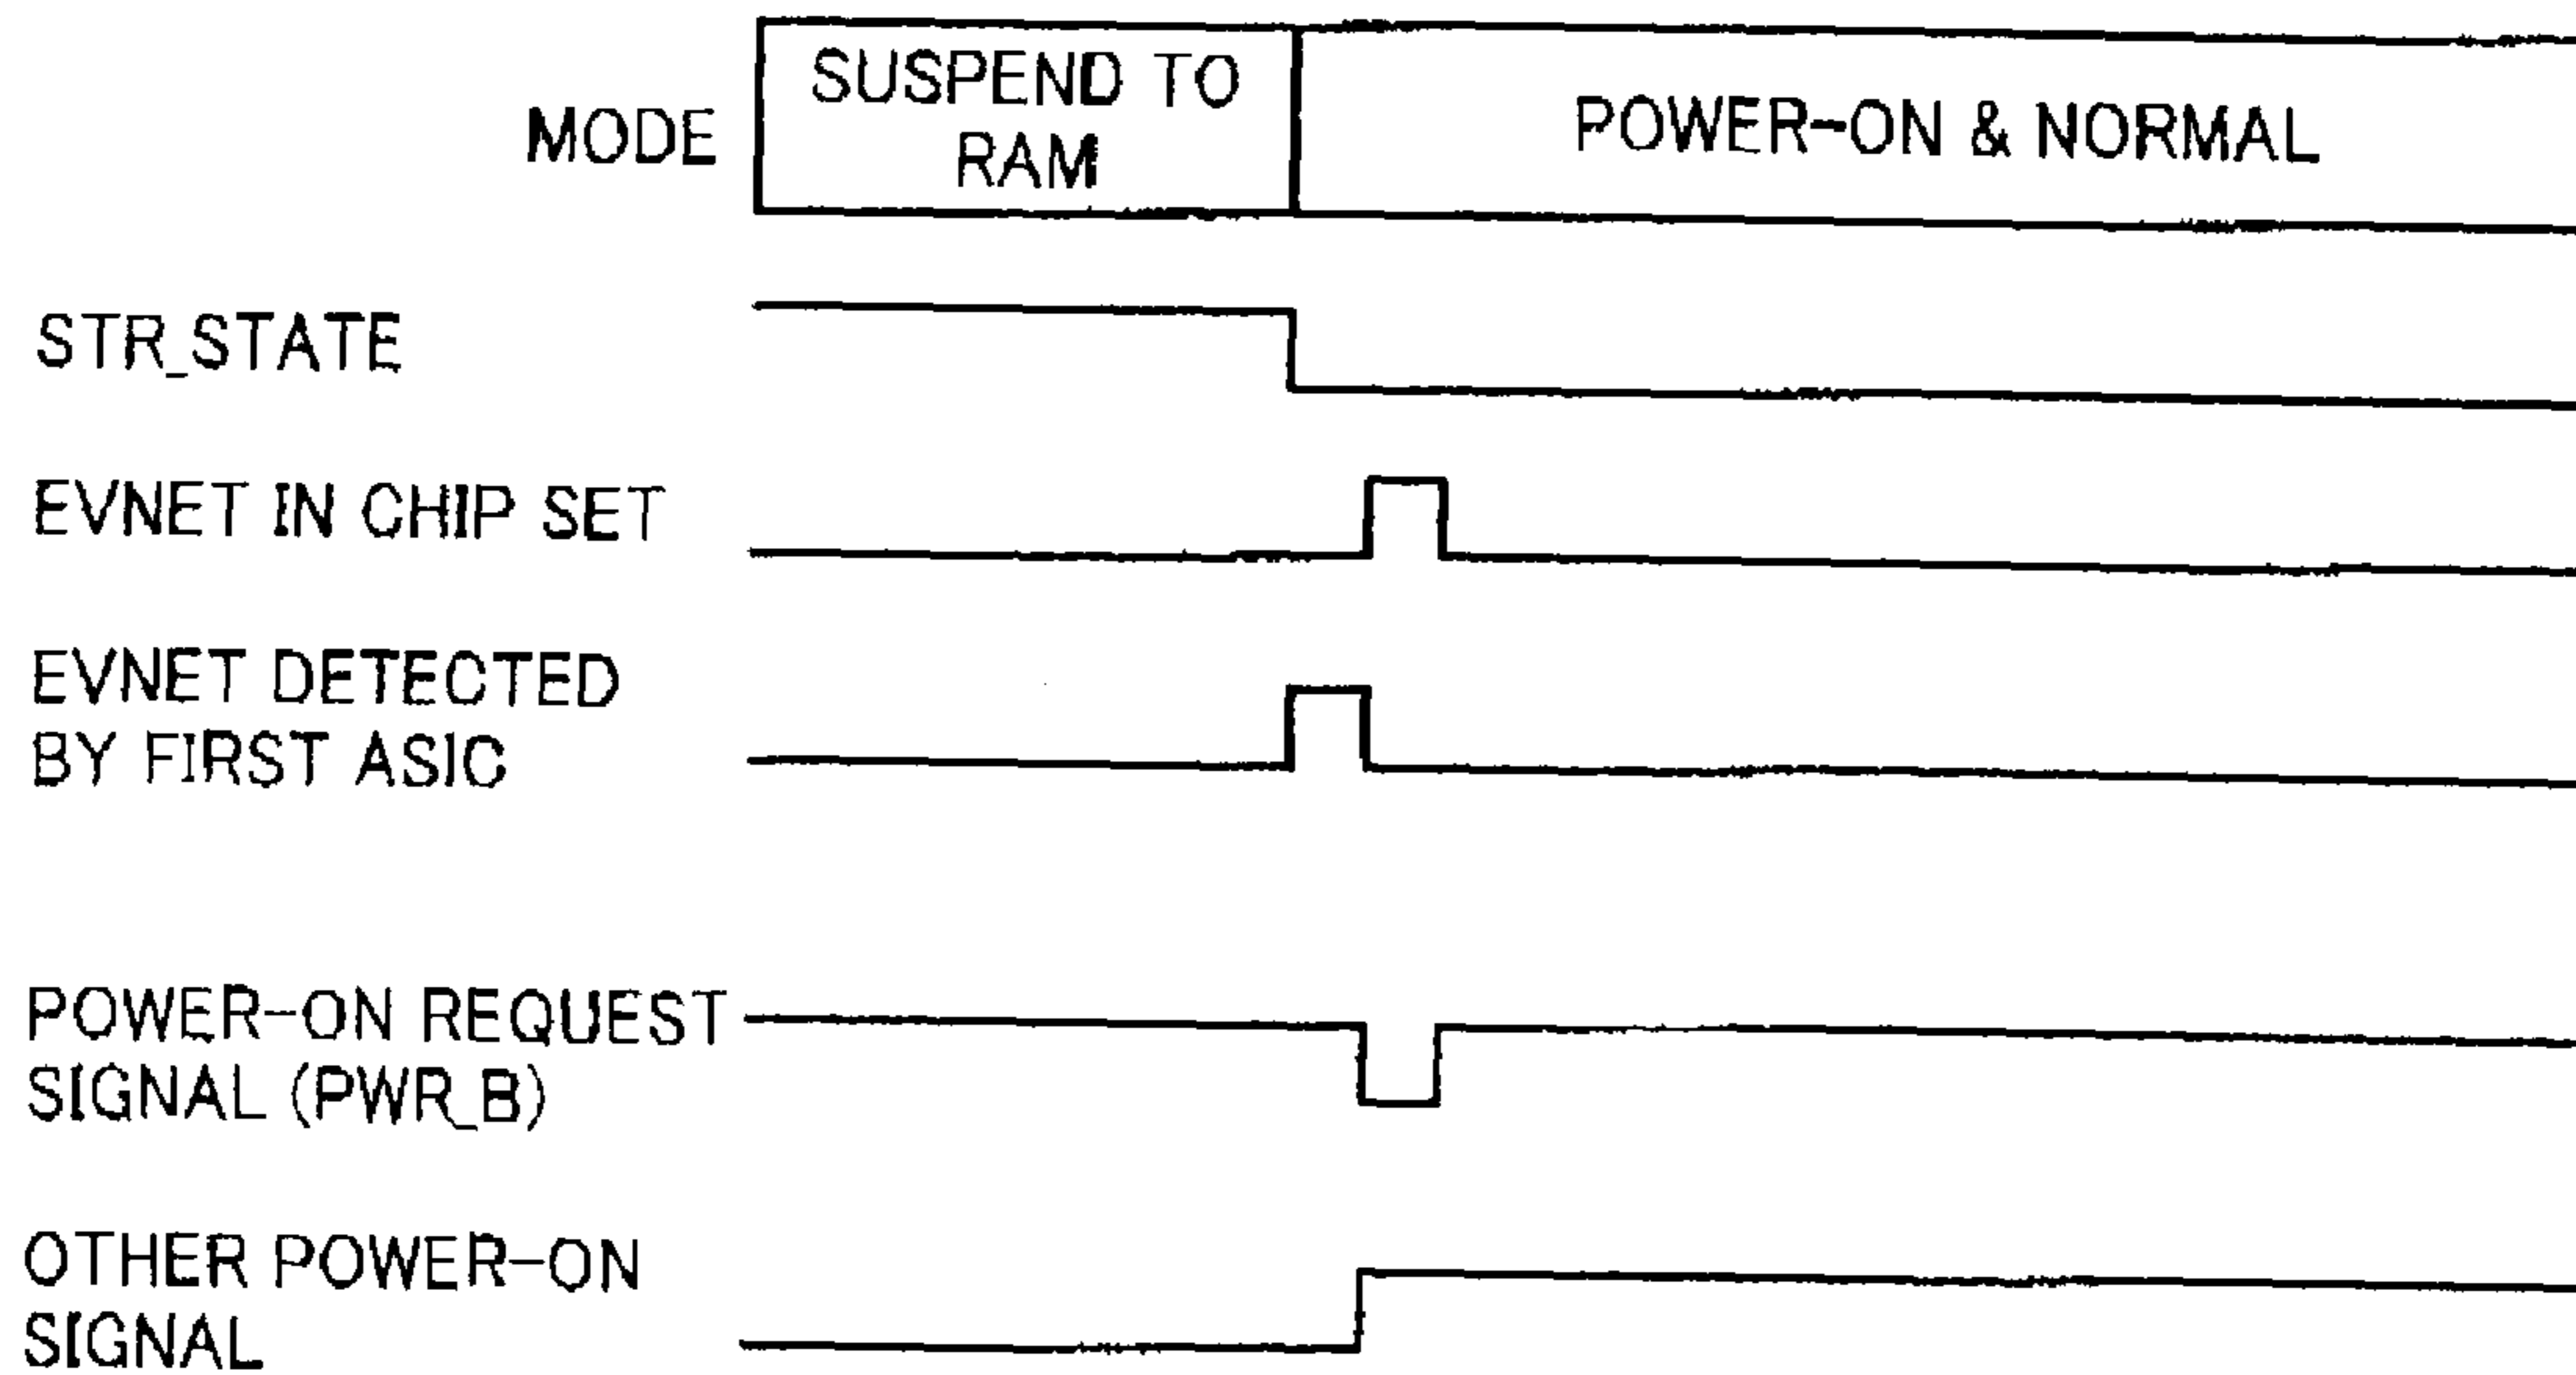 MODE
SUSPEND TO
RAM
POWER-ON & NORMAL
STR_STATE
EVNET IN CHIP SET
EVNET DETECTED
BY FIRST ASIC
POWER-ON REQUEST
SIGNAL (PWR_B)
OTHER POWER-ON
SIGNAL